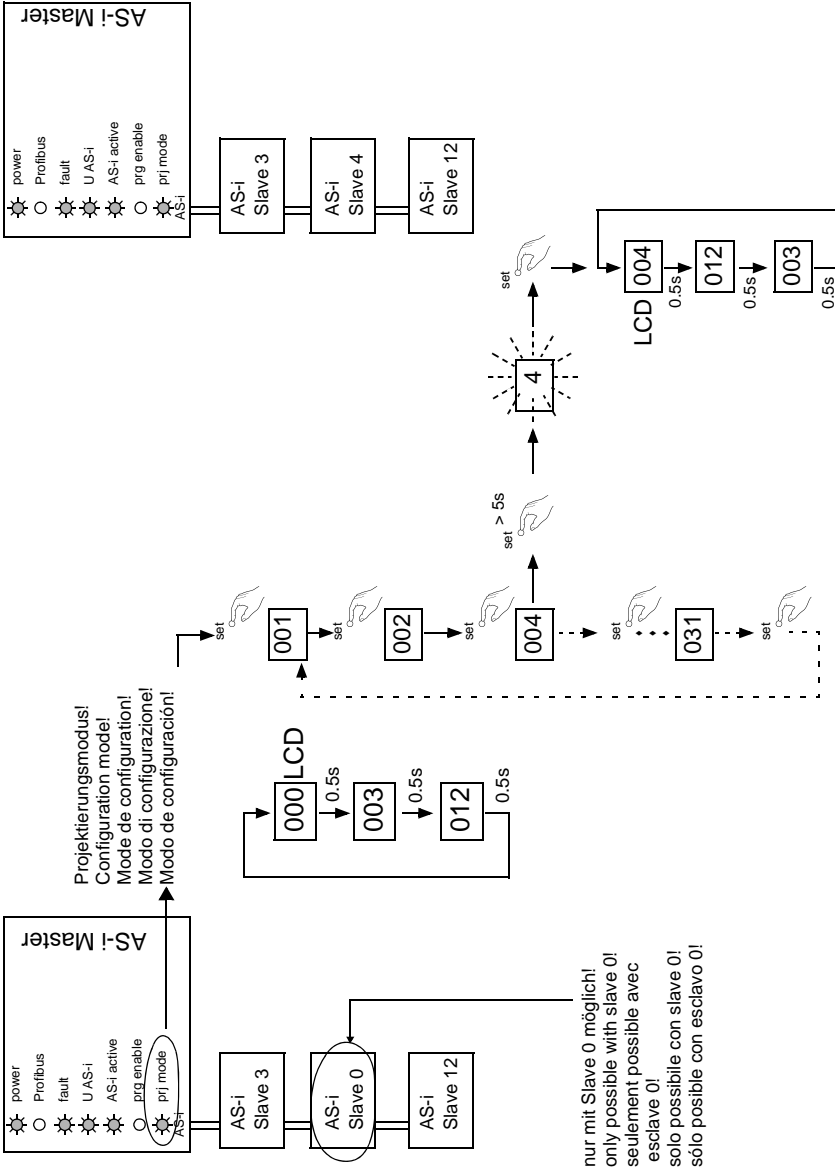 AS-i Master
power
Profibus
fault
U AS-i
AS-i active
prg enable
prj mode
AS-i
AS-i
Slave 3
AS-i
Slave 0
AS-i
Slave 12
nur mit Slave 0 möglich!
only possible with slave 0!
seulement possible avec
esclave 0!
solo possibile con slave 0!
sólo posible con esclavo 0!
Projektierungsmodus!
Configuration mode!
Mode de configuration!
Modo di configurazione!
Modo de configuración!
000 LCD
0.5s
003
0.5s
012
0.5s
set
001
set
002
set
004
set
031
set
set > 5s
4
set
LCD 004
0.5s
012
0.5s
003
0.5s
AS-i Master
power
Profibus
fault
U AS-i
AS-i active
prg enable
prj mode
AS-i
AS-i
Slave 3
AS-i
Slave 4
AS-i
Slave 12